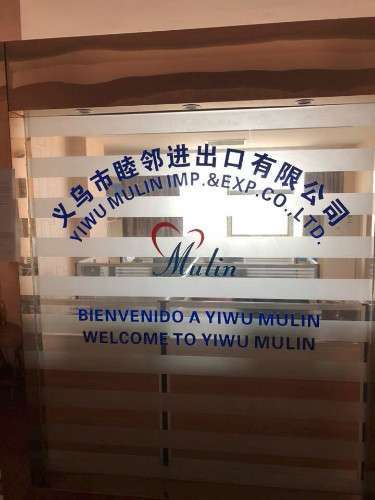 义乌市睦邻进出口有限公司
YIWU MULIN IMP.&EXP.CO.,LTD.
Mulin
BIENVENIDO A YIWU MULIN
WELCOME TO YIWU MULIN